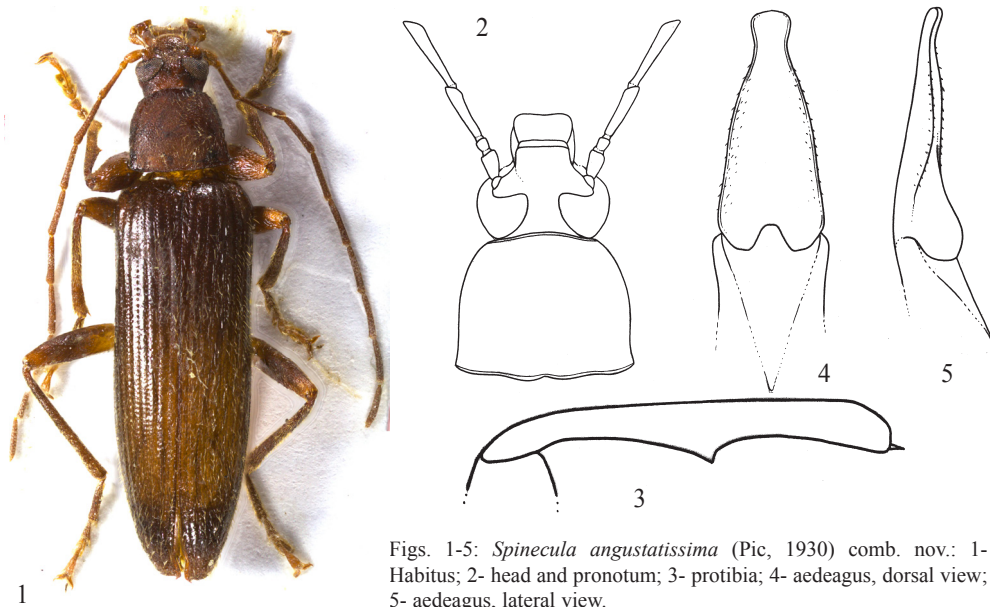 2
4
5
3
1
Figs. 1-5: Spinecula angustatissima (Pic, 1930) comb. nov.: 1-
Habitus; 2- head and pronotum; 3- protibia; 4- aedeagus, dorsal view;
5- aedeagus, lateral view.